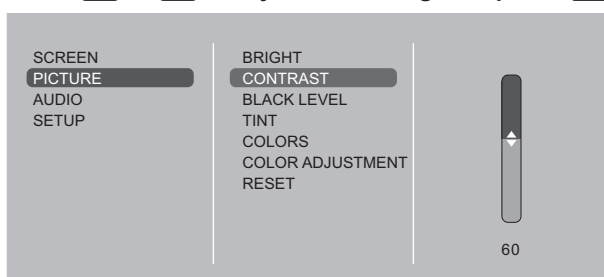 SCREEN
PICTURE
AUDIO
SETUP
BRIGHT
CONTRAST
BLACK LEVEL
TINT
COLORS
COLOR ADJUSTMENT
RESET
60